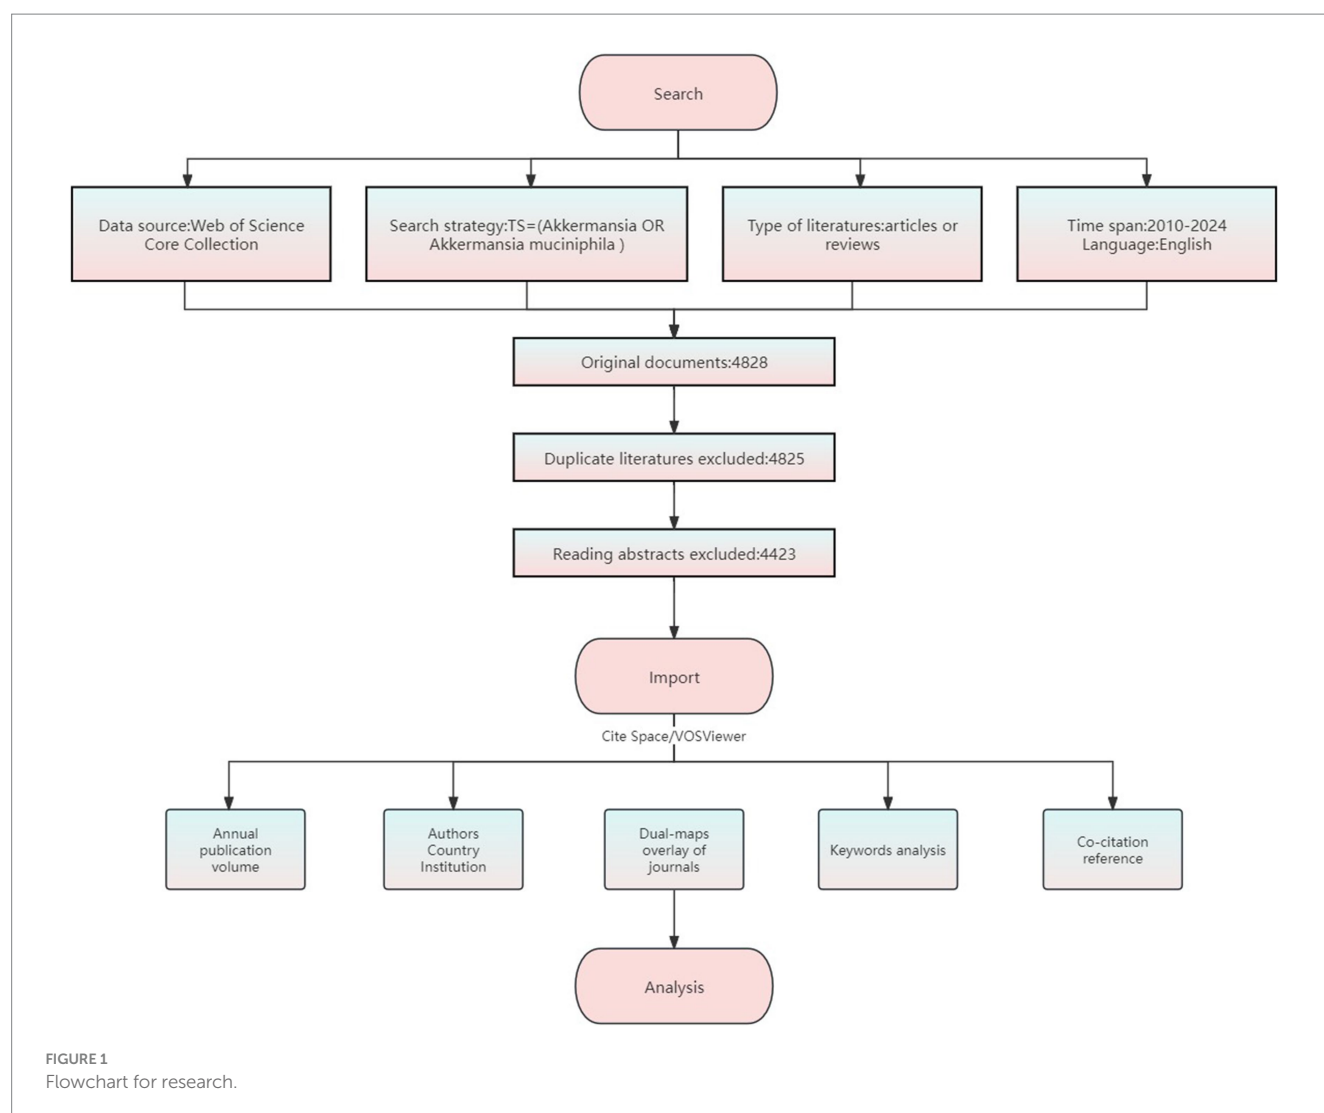 Search
Data source:Web of Science
Core Collection
Search strategy:TS=(Akkermansia OR
Akkermansia muciniphila )
Type of literatures:articles or
reviews
Time span:2010-2024
Language:English
Original documents:4828
Duplicate literatures excluded:4825
Reading abstracts excluded:4423
Import
Cite Space/VOSViewer
Annual
publication
volume
Authors
Country
Institution
Dual-maps
overlay of
journals
Keywords analysis
Co-citation
reference
Analysis
FIGURE 1
Flowchart for research.